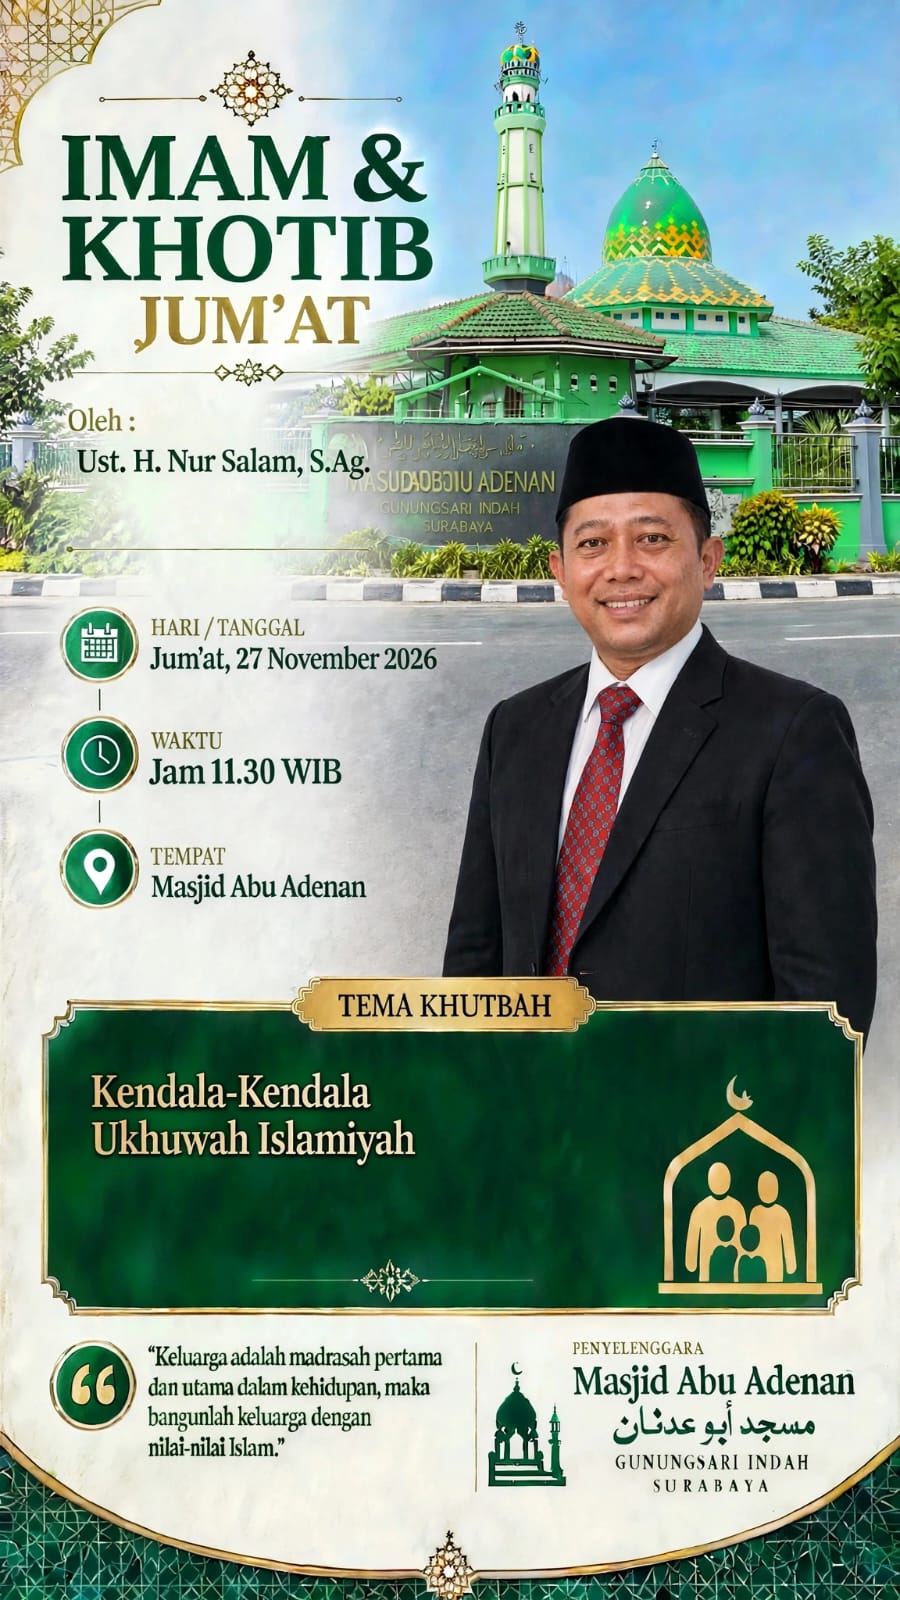 IMAM &
KHOTIB
JUM'AT
Oleh :
Ust. H. Nur Salam, S.Ag.
ADENAN
GUNUNGSARI INDAH
SURABAYA
HARI / TANGGAL
Jum'at, 27 November 2026
WAKTU
Jam 11.30 WIB
TEMPAT
Masjid Abu Adenan
TEMA KHUTBAH
Kendala-Kendala
Ukhuwah Islamiyah
"Keluarga adalah madrasah pertama
dan utama dalam kehidupan, maka
bangunlah keluarga dengan
nilai-nilai Islam."
PENYELENGGARA
Masjid Abu Adenan
مسجد أبو عدنان
GUNUNGSARI INDAH
SURABAYA